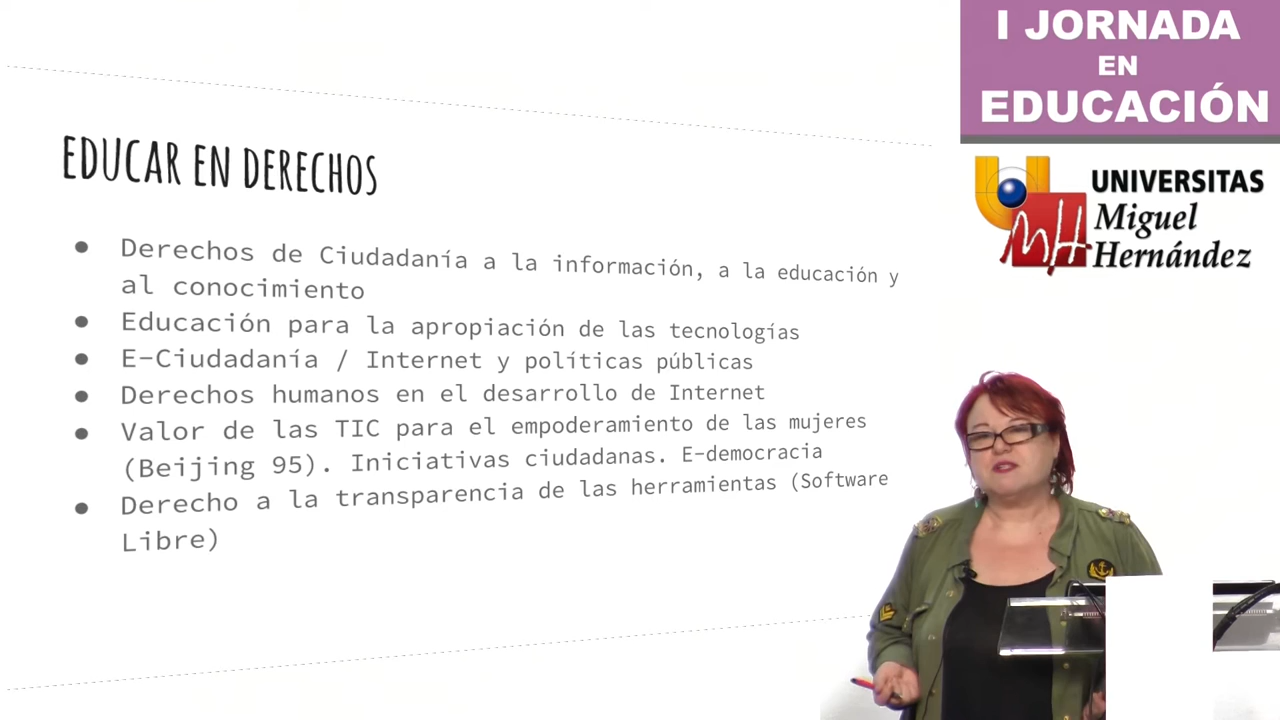 I JORNADA
EN
EDUCACIÓN
UNIVERSITAS
Miguel
Hernández
EDUCAR EN DERECHOS
● Derechos de Ciudadanía a la información, a la educación y
al conocimiento
● Educación para la apropiación de las tecnologías
● E-Ciudadanía / Internet y políticas públicas
● Derechos humanos en el desarrollo de Internet
● Valor de las TIC para el empoderamiento de las mujeres
(Beijing 95). Iniciativas ciudadanas. E-democracia
● Derecho a la transparencia de las herramientas (Software
Libre)